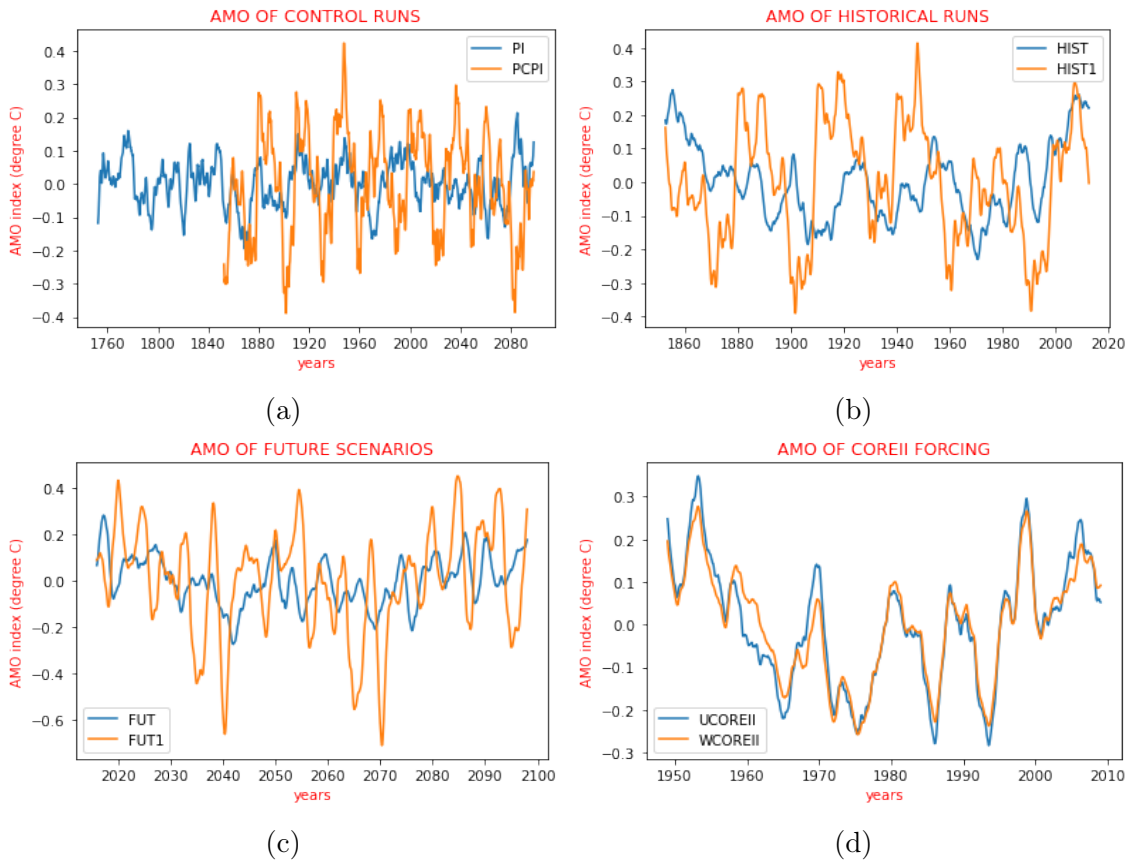 AMO OF CONTROL RUNS
AMO index (degree C)
0.4
0.3
0.2
0.1
0.0
−0.1
−0.2
−0.3
−0.4
PI
PCPI
1760 1800 1840 1880 1920 1960 2000 2040 2080
years
(a)
AMO OF HISTORICAL RUNS
AMO index (degree C)
0.4
0.3
0.2
0.1
0.0
−0.1
−0.2
−0.3
−0.4
HIST
HIST1
1860 1880 1900 1920 1940 1960 1980 2000 2020
years
(b)
AMO OF FUTURE SCENARIOS
AMO index (degree C)
0.4
0.2
0.0
−0.2
−0.4
−0.6
FUT
FUT1
2020 2030 2040 2050 2060 2070 2080 2090 2100
years
(c)
AMO OF COREII FORCING
AMO index (degree C)
0.3
0.2
0.1
0.0
−0.1
−0.2
−0.3
UCOREII
WCOREII
1950 1960 1970 1980 1990 2000 2010
years
(d)